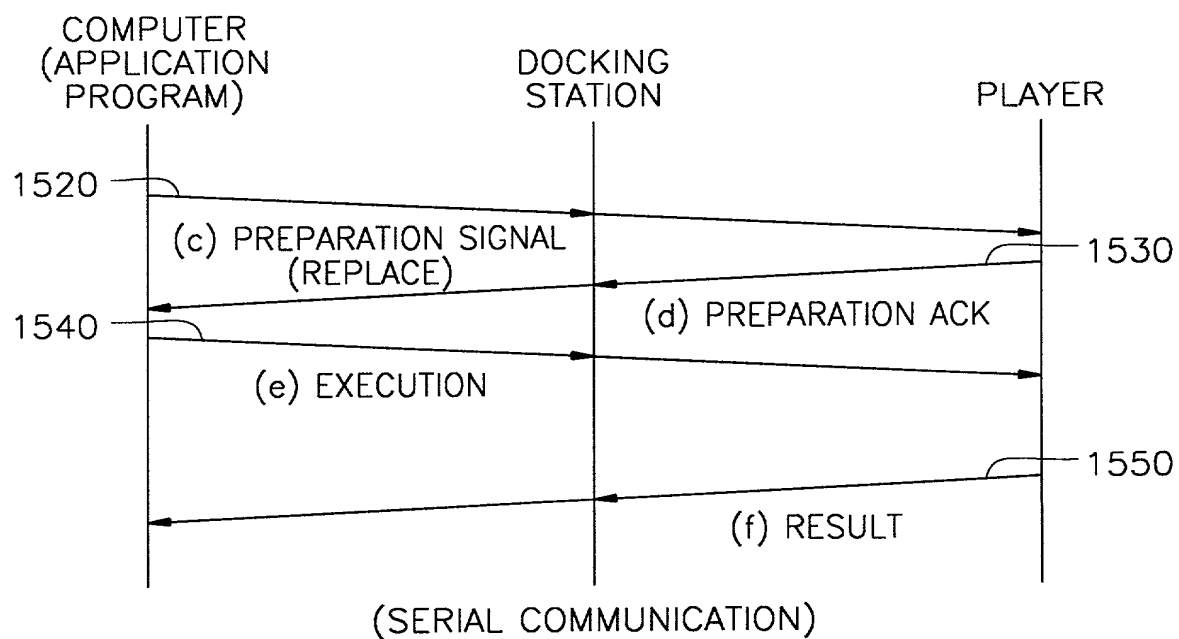 COMPUTER
(APPLICATION
PROGRAM)
DOCKING
STATION
PLAYER
1520
(c) PREPARATION SIGNAL
(REPLACE)
1530
(d) PREPARATION ACK
1540
(e) EXECUTION
1550
(f) RESULT
(SERIAL COMMUNICATION)